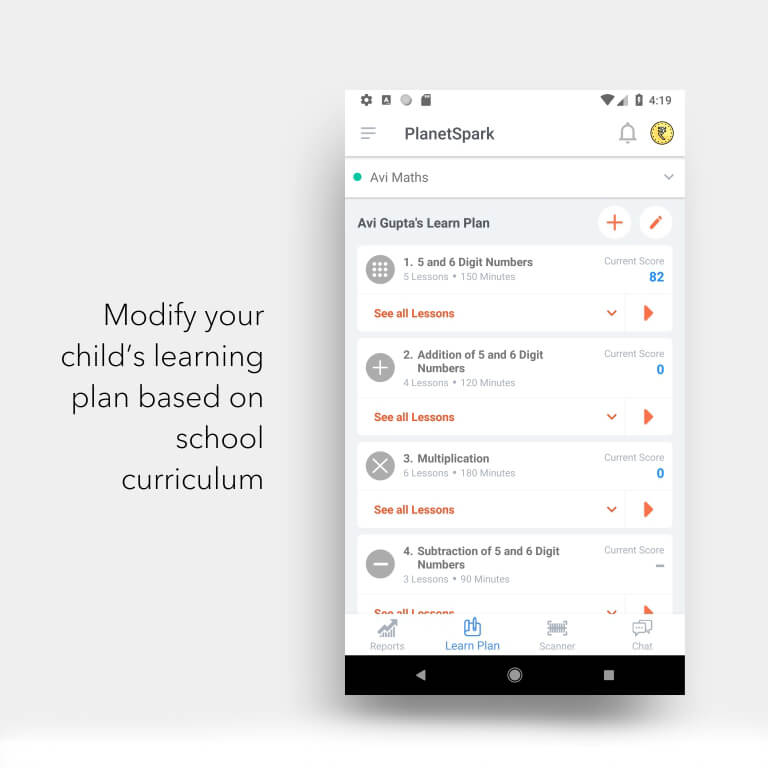 Modify your
child's learning
plan based on
school
curriculum
4:19
PlanetSpark
Avi Maths
Avi Gupta's Learn Plan
1. 5 and 6 Digit Numbers
Current Score
5 Lessons • 150 Minutes
82
See all Lessons
2. Addition of 5 and 6 Digit
Numbers
Current Score
0
4 Lessons • 120 Minutes
See all Lessons
3. Multiplication
Current Score
6 Lessons • 180 Minutes
0
See all Lessons
4. Subtraction of 5 and 6 Digit
Numbers
Current Score
–
3 Lessons • 90 Minutes
See all Lessons
Reports
Learn Plan
Scanner
Chat